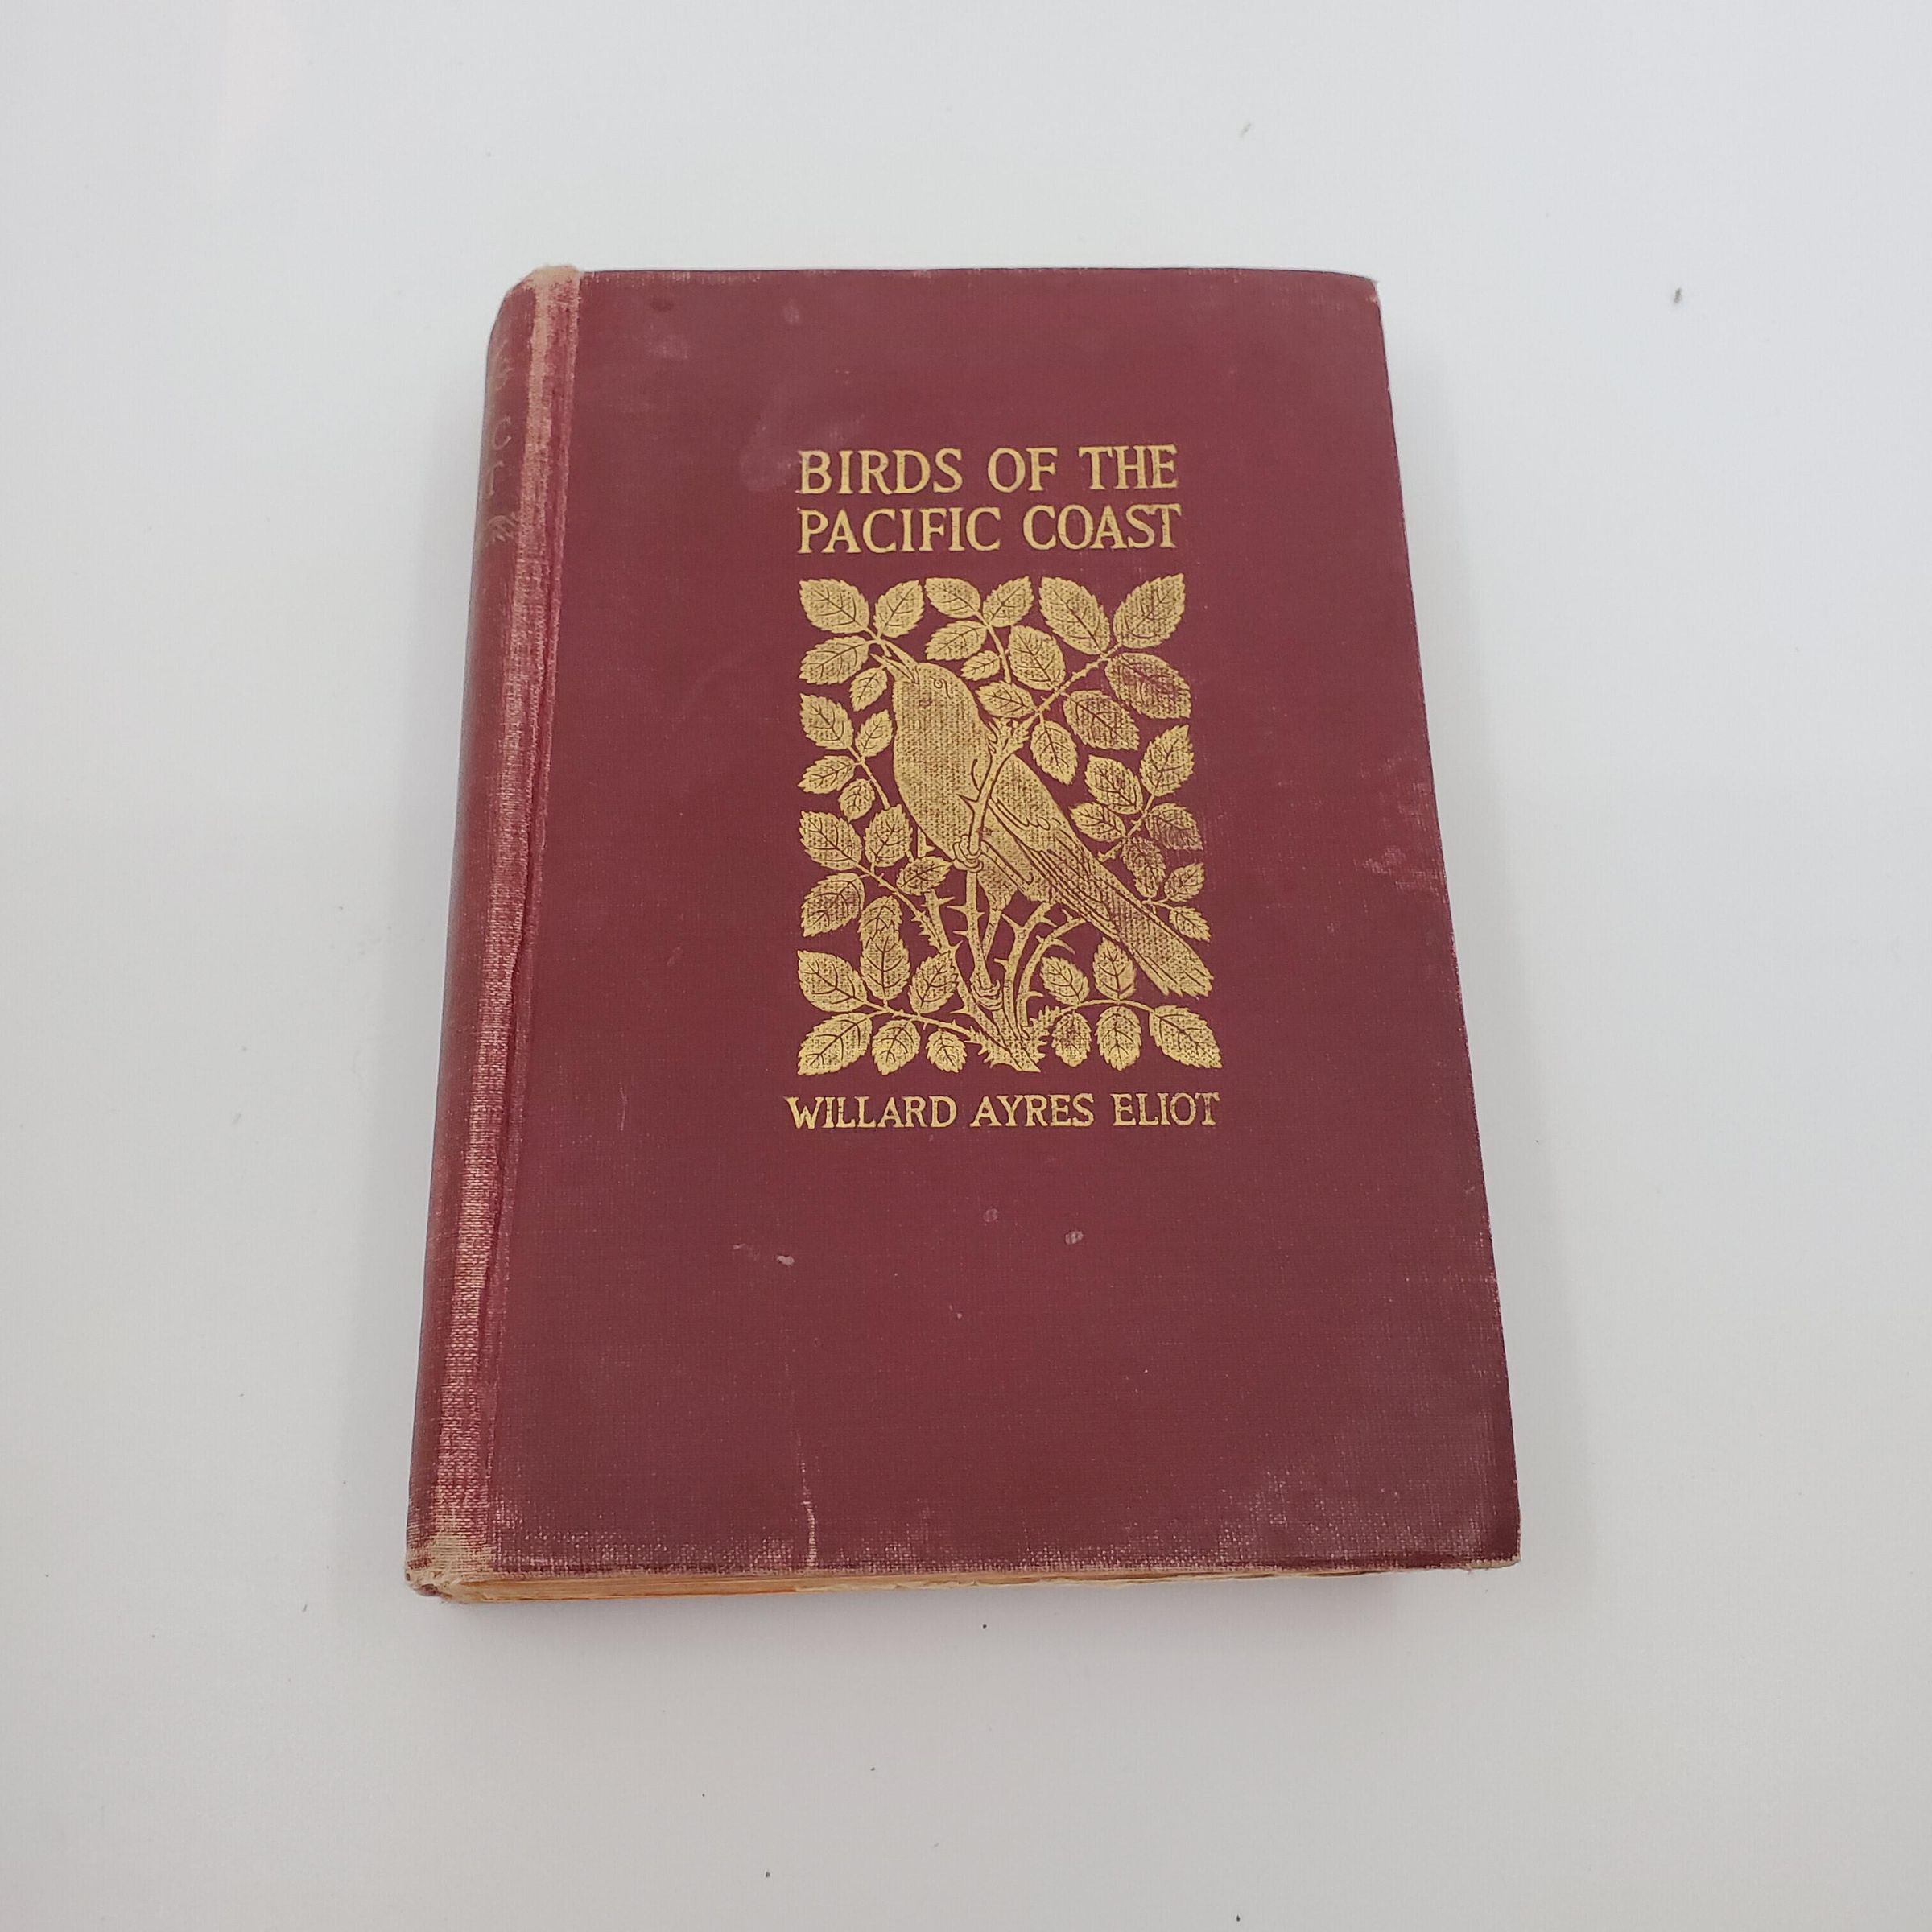 BIRDS OF THE
PACIFIC COAST
WILLARD AYRES ELIOT